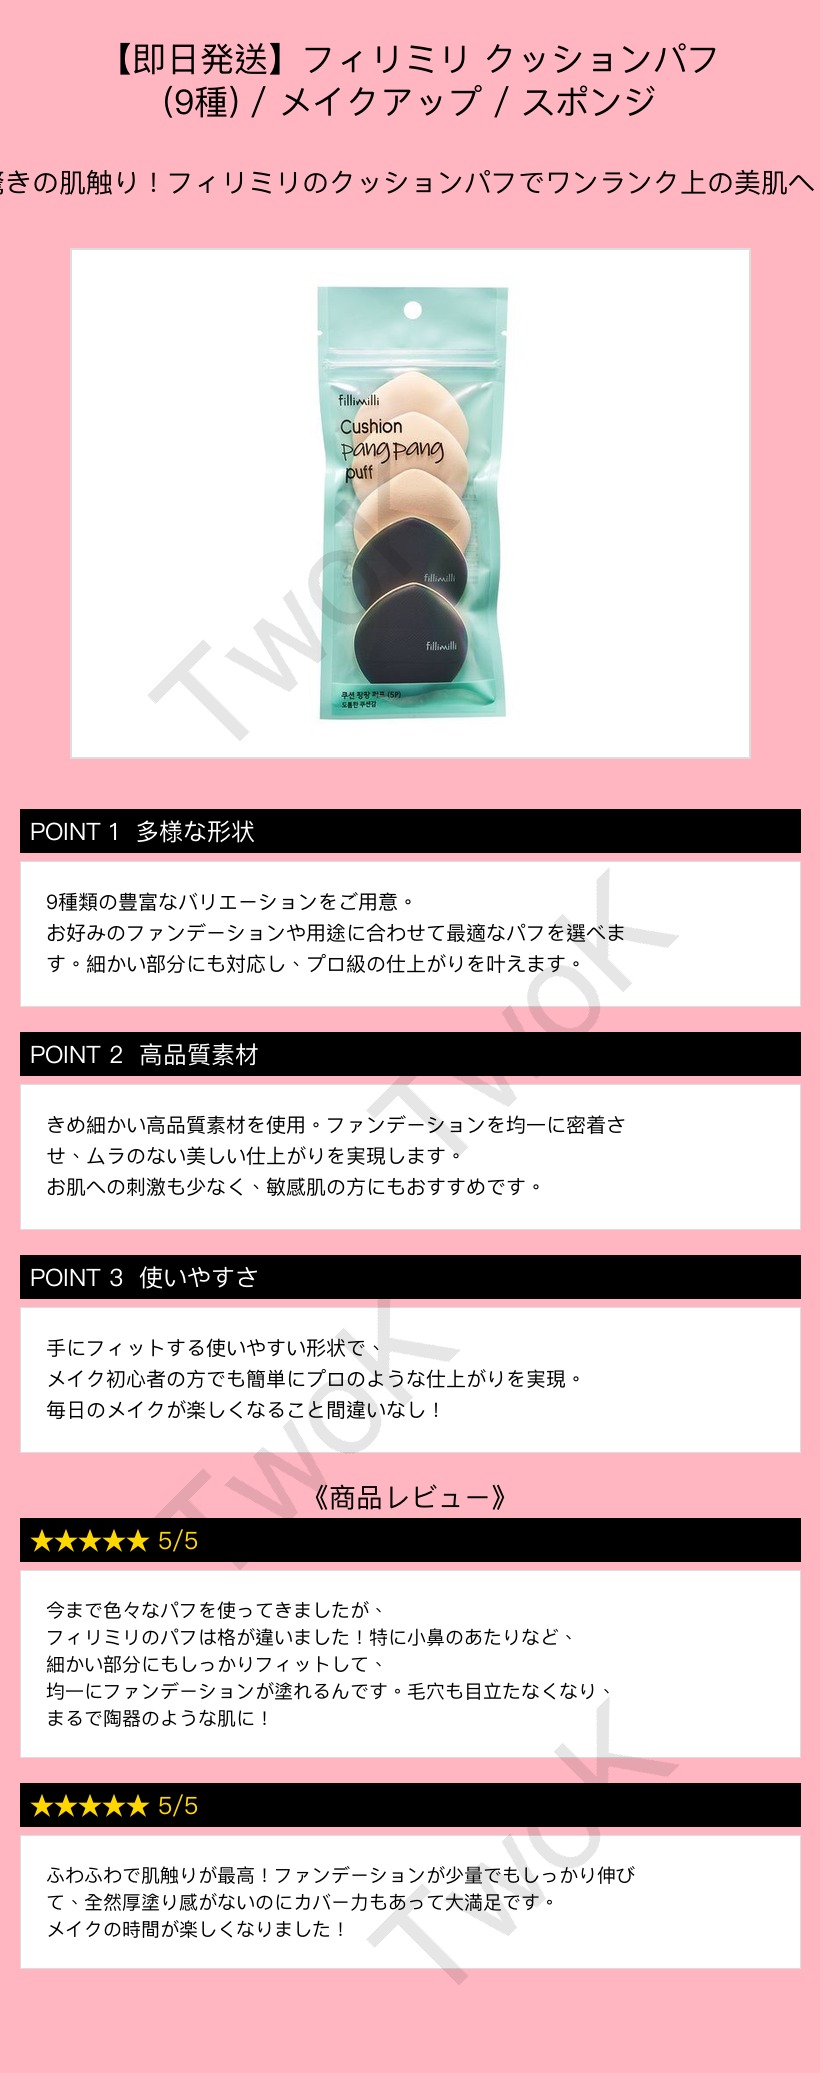 【即日発送】フィリミリ クッションパフ
(9種) / メイクアップ / スポンジ
驚きの肌触り！フィリミリのクッションパフでワンランク上の美肌へ
fillimilli
Cushion
pang pang
puff
fillimilli
fillimilli
쿠션 팡팡 퍼프 (5P)
도톰한 쿠션감
TwoK
POINT 1 多様な形状
9種類の豊富なバリエーションをご用意。
お好みのファンデーションや用途に合わせて最適なパフを選べま
す。細かい部分にも対応し、プロ級の仕上がりを叶えます。
TwoK
POINT 2 高品質素材
きめ細かい高品質素材を使用。ファンデーションを均一に密着さ
せ、ムラのない美しい仕上がりを実現します。
お肌への刺激も少なく、敏感肌の方にもおすすめです。
POINT 3 使いやすさ
手にフィットする使いやすい形状で、
メイク初心者の方でも簡単にプロのような仕上がりを実現。
毎日のメイクが楽しくなること間違いなし！
TwoK
《商品レビュー》
★★★★★ 5/5
今まで色々なパフを使ってきましたが、
フィリミリのパフは格が違いました！特に小鼻のあたりなど、
細かい部分にもしっかりフィットして、
均一にファンデーションが塗れるんです。毛穴も目立たなくなり、
まるで陶器のような肌に！
★★★★★ 5/5
ふわふわで肌触りが最高！ファンデーションが少量でもしっかり伸び
て、全然厚塗り感がないのにカバー力もあって大満足です。
メイクの時間が楽しくなりました！
TwoK